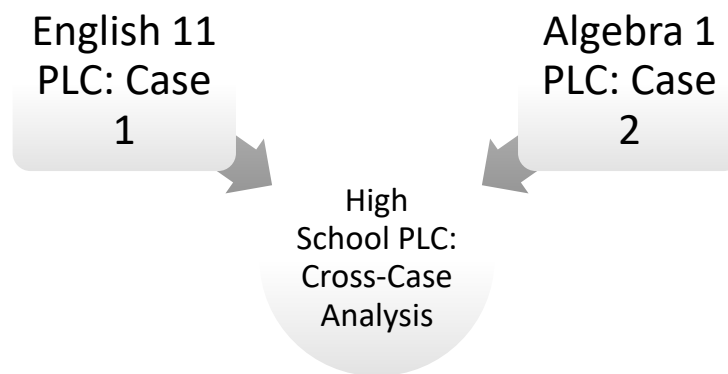 English 11
PLC: Case
1
Algebra 1
PLC: Case
2
High
School PLC:
Cross-Case
Analysis